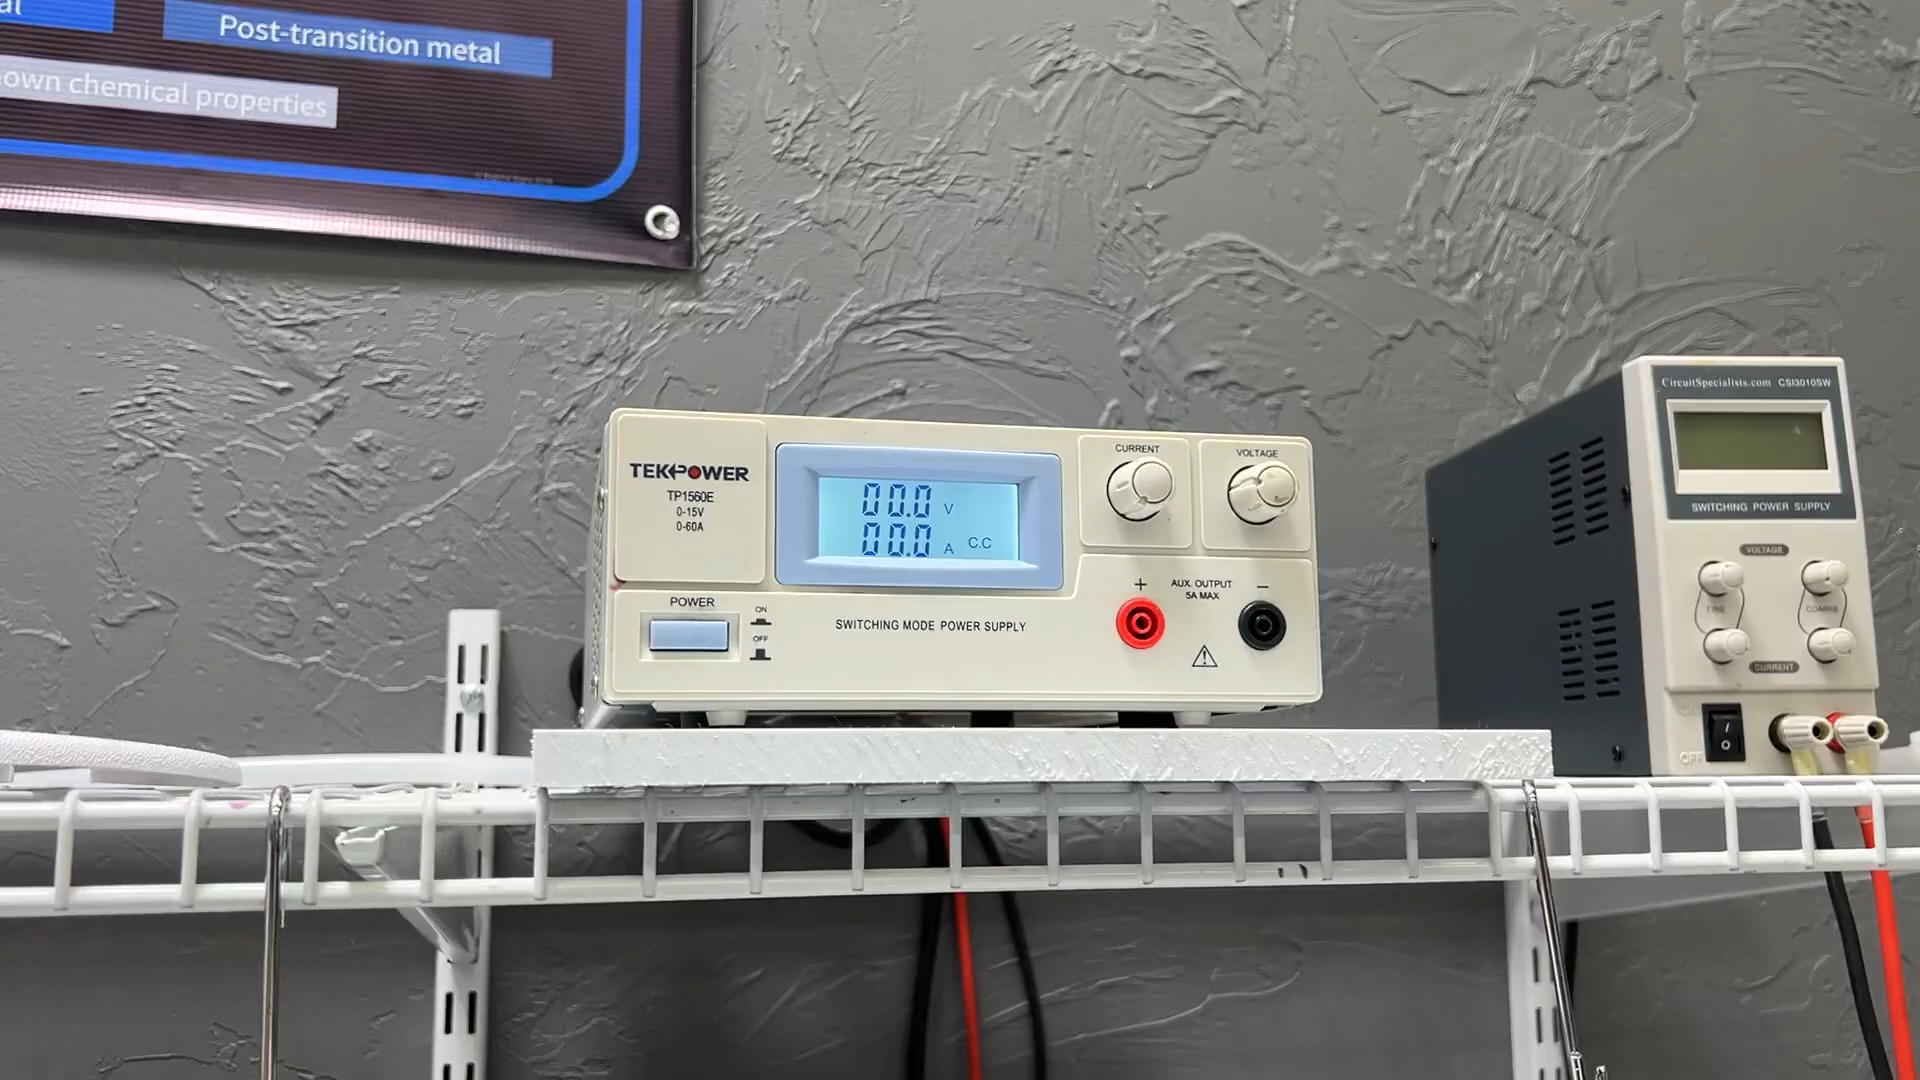 al
Post-transition metal
own chemical properties
TEKPOWER
TP1560E
0-15V
0-60A
00.0 V
00.0 A C.C
CURRENT
VOLTAGE
POWER
ON
OFF
SWITCHING MODE POWER SUPPLY
+ AUX. OUTPUT −
5A MAX
CircuitSpecialists.com CSI3010SW
SWITCHING POWER SUPPLY
VOLTAGE
FINE
COARSE
CURRENT
OFF